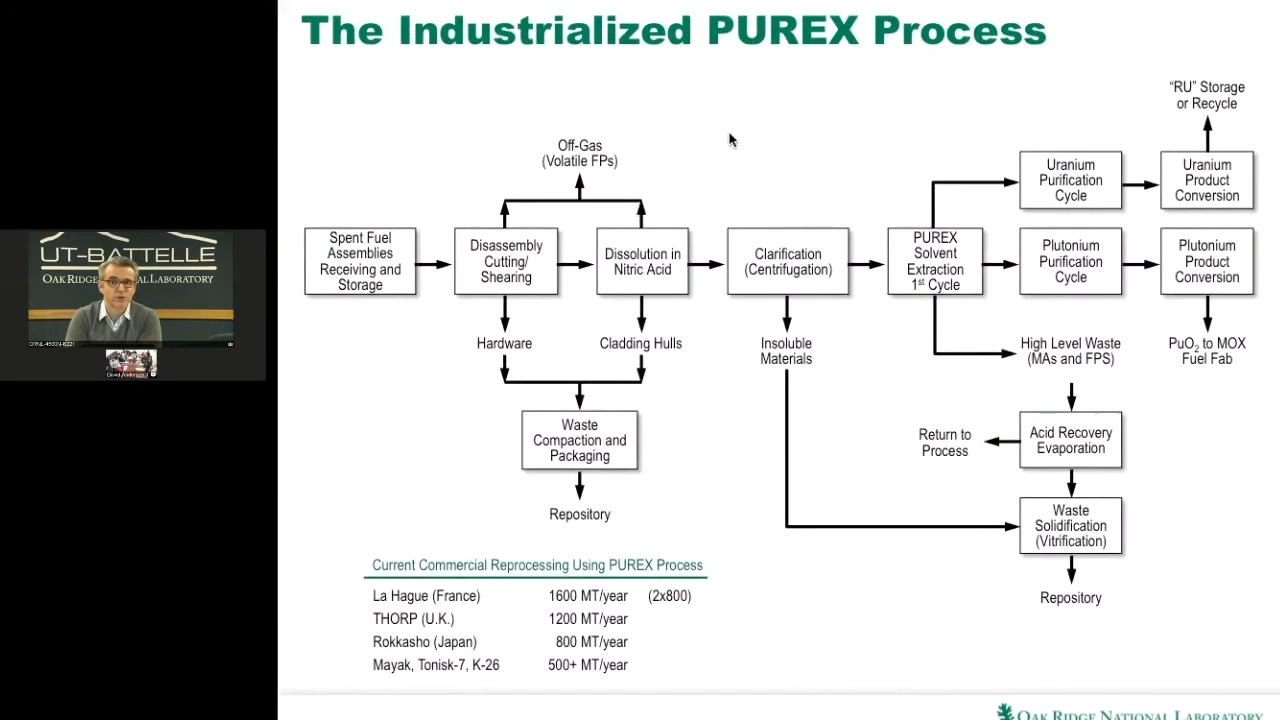 The Industrialized PUREX Process
"RU" Storage
or Recycle
Off-Gas
(Volatile FPs)
Uranium
Purification
Cycle
Uranium
Product
Conversion
Spent Fuel
Assemblies
Receiving and
Storage
Disassembly
Cutting/
Shearing
Dissolution in
Nitric Acid
Clarification
(Centrifugation)
PUREX
Solvent
Extraction
1st Cycle
Plutonium
Purification
Cycle
Plutonium
Product
Conversion
Hardware
Cladding Hulls
Insoluble
Materials
High Level Waste
(MAs and FPS)
PuO2 to MOX
Fuel Fab
Waste
Compaction and
Packaging
Return to
Process
Acid Recovery
Evaporation
Repository
Waste
Solidification
(Vitrification)
Repository
Current Commercial Reprocessing Using PUREX Process
La Hague (France) 1600 MT/year (2x800)
THORP (U.K.) 1200 MT/year
Rokkasho (Japan) 800 MT/year
Mayak, Tonisk-7, K-26 500+ MT/year
OAK RIDGE NATIONAL LABORATORY
UT-BATTELLE
OAK RIDGE NATIONAL LABORATORY
David Anderson